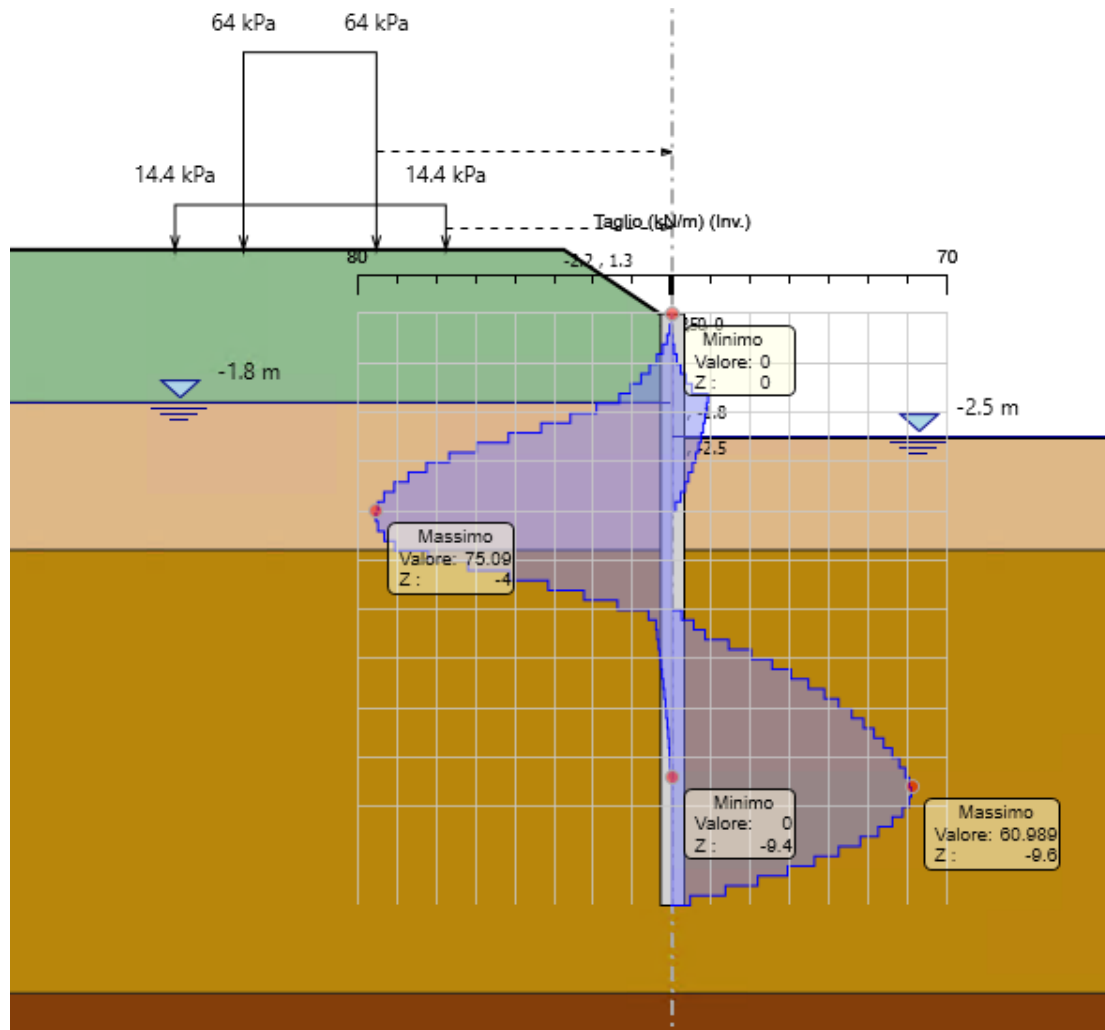 64 kPa
64 kPa
14.4 kPa
14.4 kPa
Taglio (kN/m) (Inv.)
80
-2.2 , 1.3
70
Minimo
Valore: 0
Z : 0
-1.8 m
-1.8
-2.5 m
-2.5
Massimo
Valore: 75.09
Z : -4
Minimo
Valore: 0
Z : -9.4
Massimo
Valore: 60.989
Z : -9.6